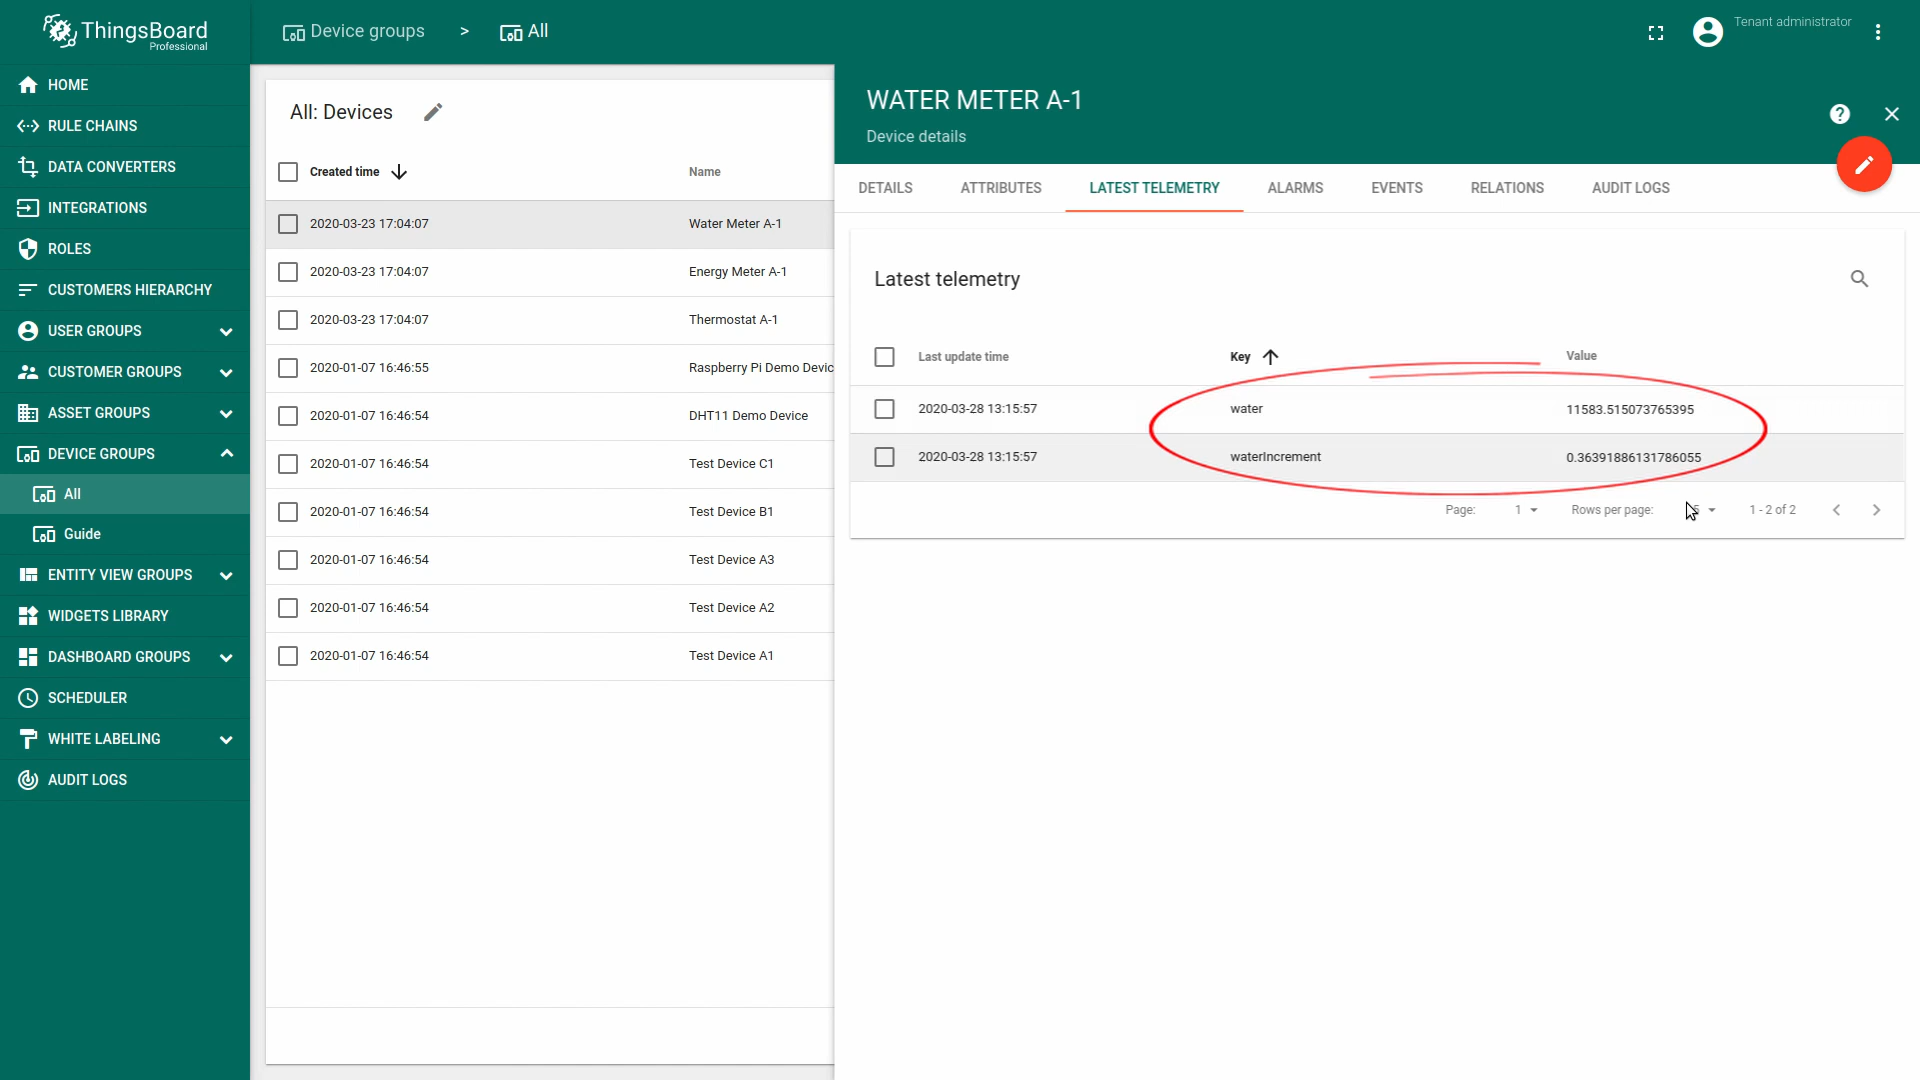 ThingsBoard
Professional
Device groups > All
Tenant administrator
HOME
RULE CHAINS
DATA CONVERTERS
INTEGRATIONS
ROLES
CUSTOMERS HIERARCHY
USER GROUPS
CUSTOMER GROUPS
ASSET GROUPS
DEVICE GROUPS
All
Guide
ENTITY VIEW GROUPS
WIDGETS LIBRARY
DASHBOARD GROUPS
SCHEDULER
WHITE LABELING
AUDIT LOGS
All: Devices
Created time Name
2020-03-23 17:04:07 Water Meter A-1
2020-03-23 17:04:07 Energy Meter A-1
2020-03-23 17:04:07 Thermostat A-1
2020-01-07 16:46:55 Raspberry Pi Demo Devic
2020-01-07 16:46:54 DHT11 Demo Device
2020-01-07 16:46:54 Test Device C1
2020-01-07 16:46:54 Test Device B1
2020-01-07 16:46:54 Test Device A3
2020-01-07 16:46:54 Test Device A2
2020-01-07 16:46:54 Test Device A1
WATER METER A-1
Device details
DETAILS ATTRIBUTES LATEST TELEMETRY ALARMS EVENTS RELATIONS AUDIT LOGS
Latest telemetry
Last update time Key Value
2020-03-28 13:15:57 water 11583.515073765395
2020-03-28 13:15:57 waterIncrement 0.36391886131786055
Page: 1 Rows per page: 5 1 - 2 of 2